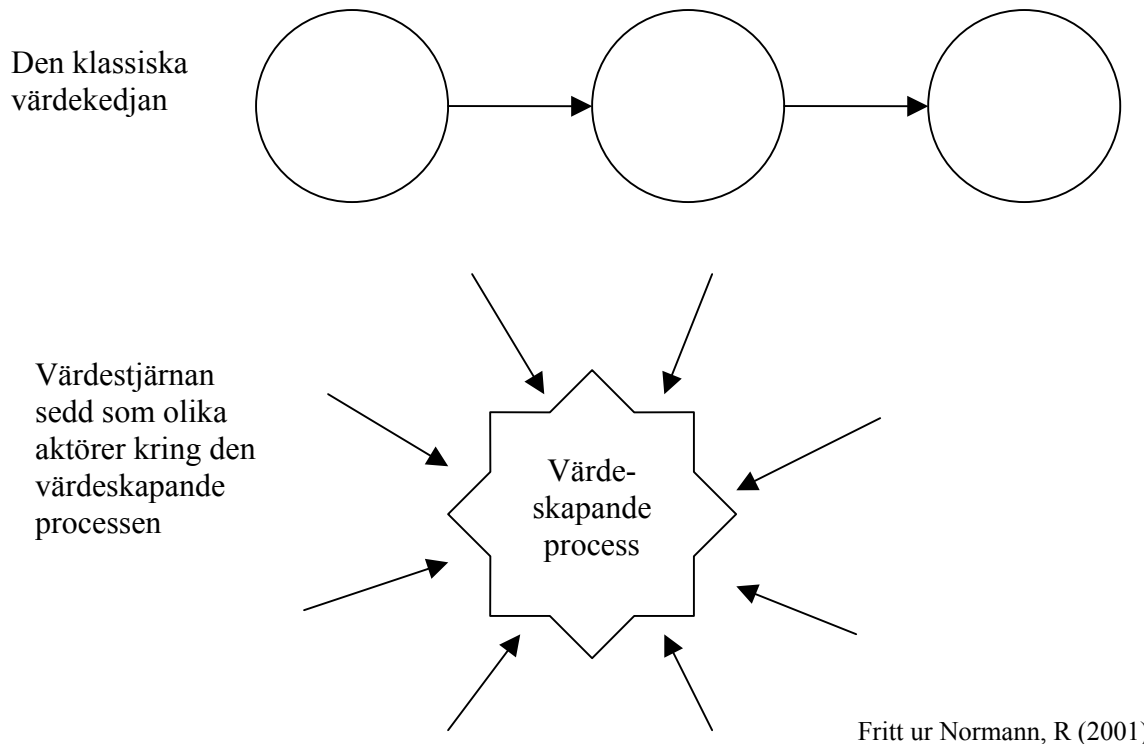 Den klassiska
värdekedjan
Värdestjärnan
sedd som olika
aktörer kring den
värdeskapande
processen
Värde-
skapande
process
Fritt ur Normann, R (2001)